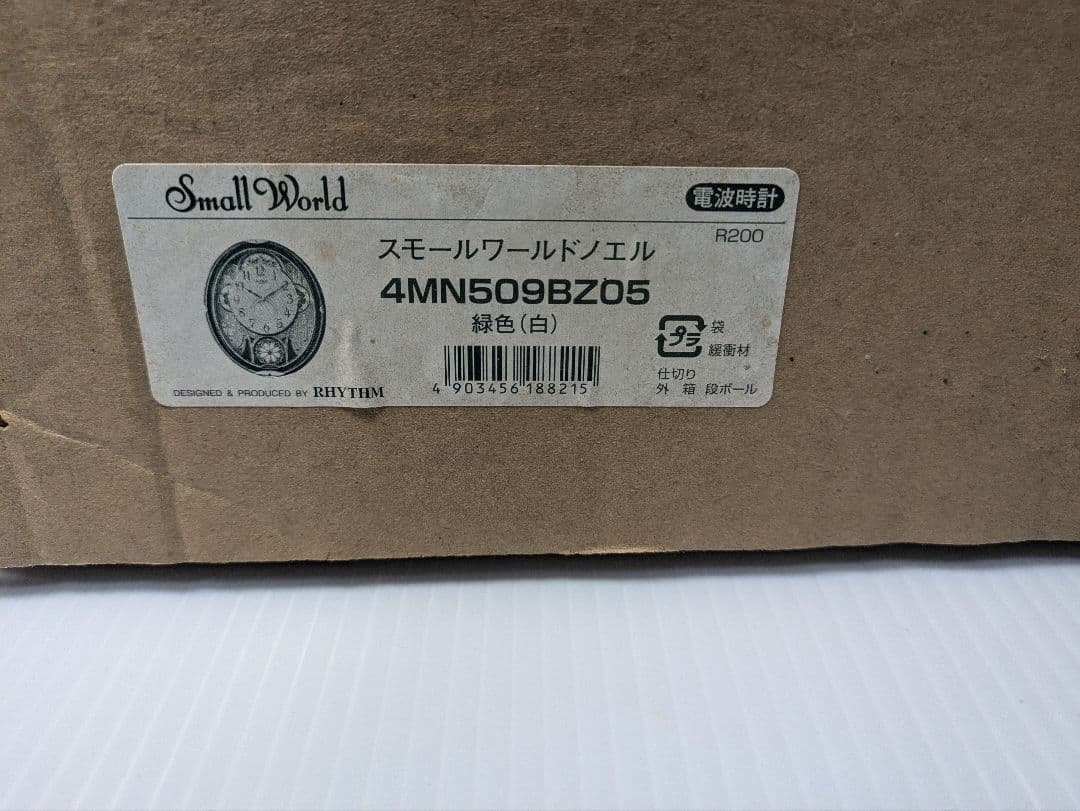 Small World
電波時計
R200
スモールワールドノエル
4MN509BZ05
緑色(白)
プラ
袋
緩衝材
4 903456 188215
仕切り
外 箱 段ボール
DESIGNED & PRODUCED BY RHYTHM